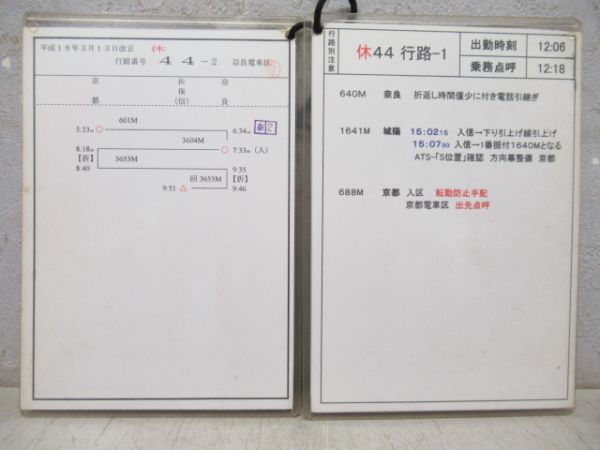 平成16年3月13日改正 休
行路番号 44-2 奈良電車区
京都
佐保(信)
奈良
601M
5:33
6:34
3604M
8:18
7:33 (入)
【折】 3653M 9:35
8:40 【折】
回3653M
9:51 △ 9:46
行路別注意
休44 行路-1
出勤時刻 12:06
乗務点呼 12:18
640M 奈良 折返し時間僅少に付き電話引継ぎ
1641M 城陽 15:0215 入信→下り引上げ線引上げ
15:0730 入信→1番据付1640Mとなる
ATS-「S位置」確認 方向幕整備 京都
688M 京都 入区 転動防止手配
京都電車区 出先点呼